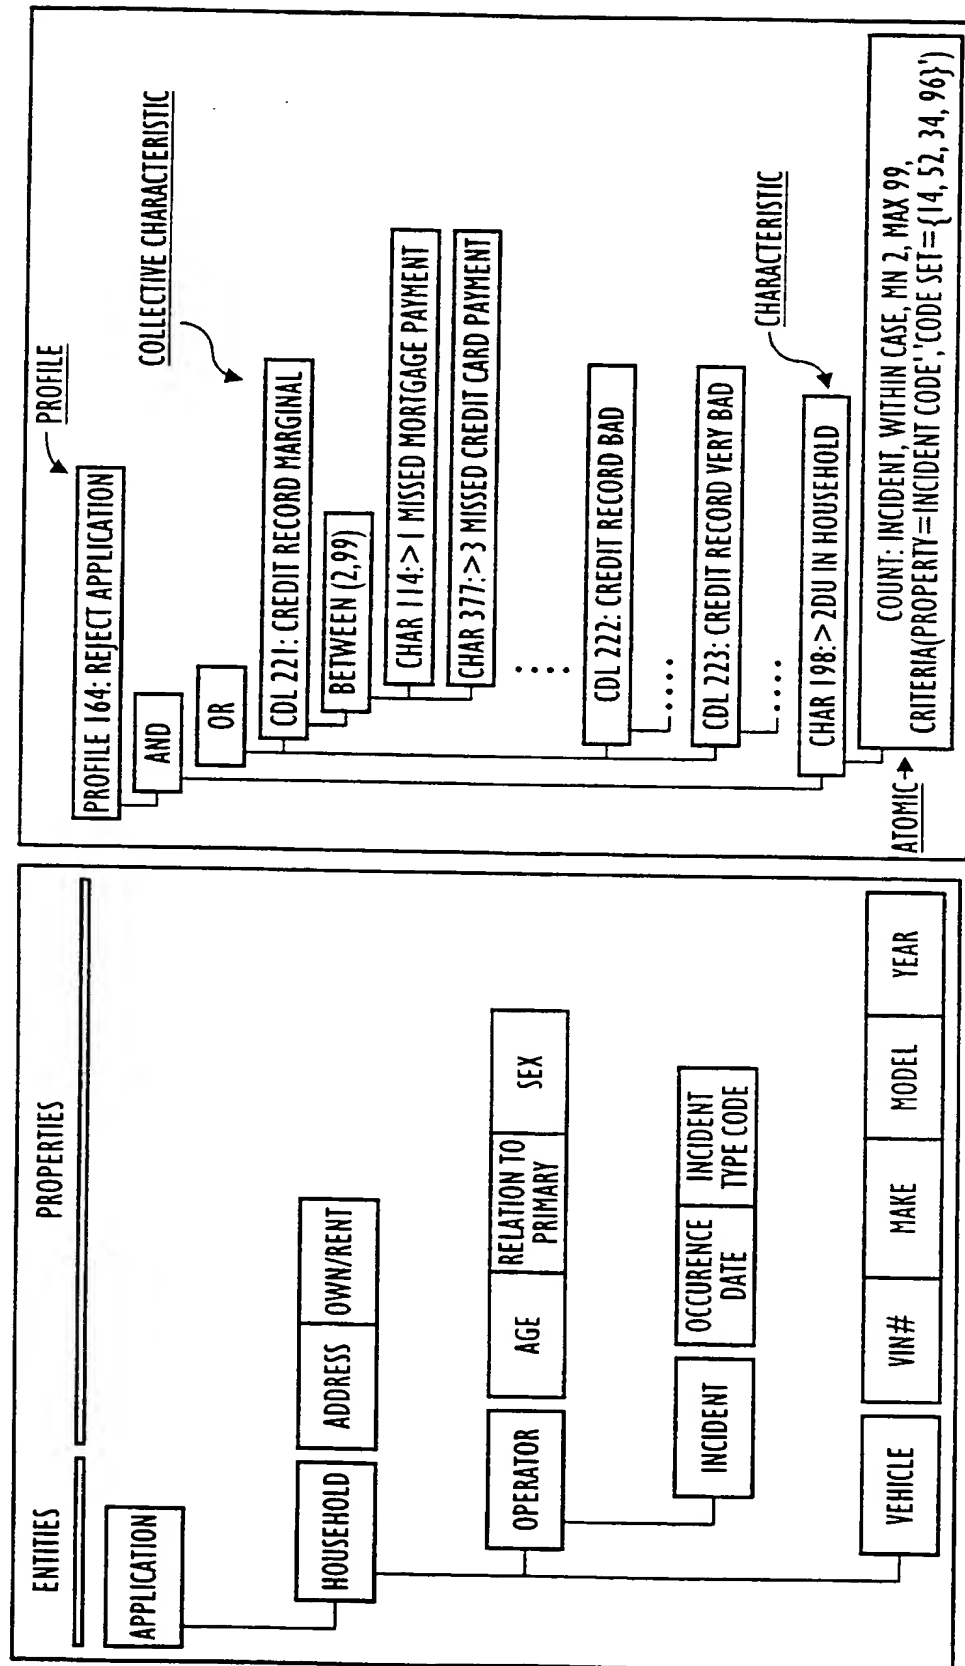 ENTITIES
PROPERTIES
APPLICATION
HOUSEHOLD
ADDRESS
OWN/RENT
OPERATOR
AGE
RELATION TO
PRIMARY
SEX
INCIDENT
OCCURENCE
DATE
INCIDENT
TYPE CODE
VEHICLE
VIN#
MAKE
MODEL
YEAR
PROFILE
PROFILE 164: REJECT APPLICATION
AND
OR
COLLECTIVE CHARACTERISTIC
CDL 221: CREDIT RECORD MARGINAL
BETWEEN (2,99)
CHAR 114:>1 MISSED MORTGAGE PAYMENT
CHAR 377:>3 MISSED CREDIT CARD PAYMENT
....
CDL 222: CREDIT RECORD BAD
.....
CDL 223: CREDIT RECORD VERY BAD
.....
CHARACTERISTIC
CHAR 198:> 2DU IN HOUSEHOLD
ATOMIC
COUNT: INCIDENT, WITHIN CASE, MN 2, MAX 99,
CRITERIA(PROPERTY=INCIDENT CODE','CODE SET={14, 52, 34, 96}')